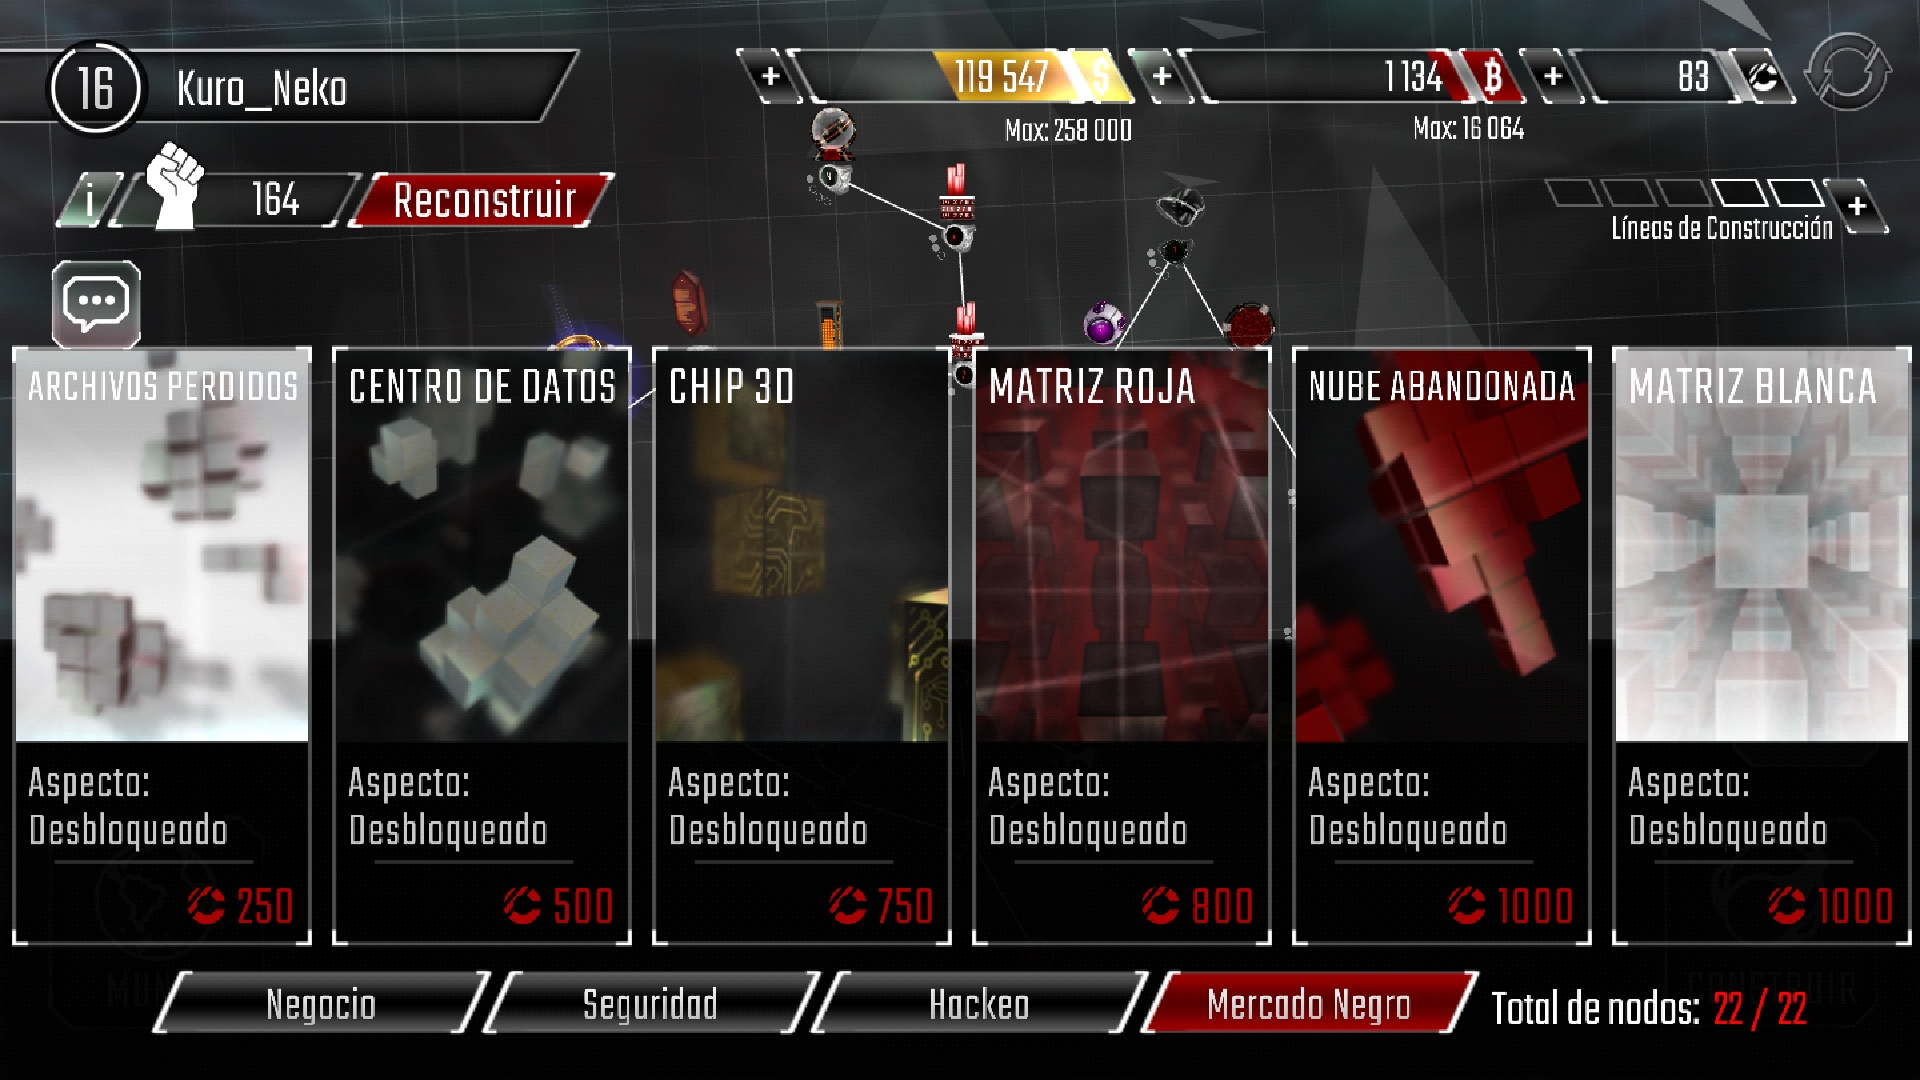 16 Kuro_Neko
119 547 $
1 134
83
Max: 258 000
Max: 16 064
i 164 Reconstruir
Líneas de Construcción
ARCHIVOS PERDIDOS
Aspecto:
Desbloqueado
250
CENTRO DE DATOS
Aspecto:
Desbloqueado
500
CHIP 3D
Aspecto:
Desbloqueado
750
MATRIZ ROJA
Aspecto:
Desbloqueado
800
NUBE ABANDONADA
Aspecto:
Desbloqueado
1000
MATRIZ BLANCA
Aspecto:
Desbloqueado
1000
Negocio
Seguridad
Hackeo
Mercado Negro
Total de nodos: 22 / 22